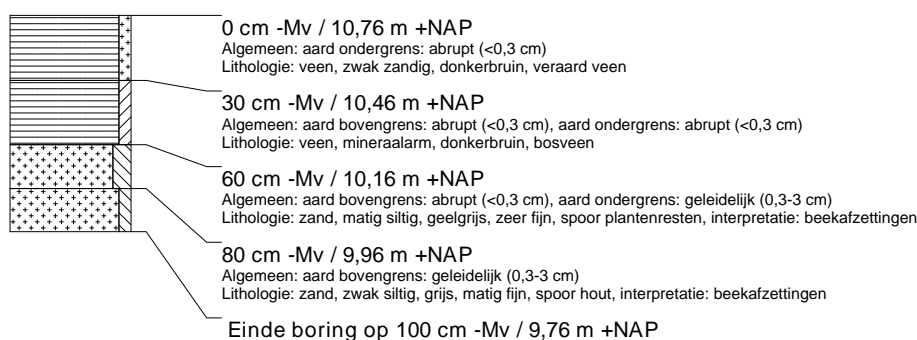 0 cm -Mv / 10,76 m +NAP
Algemeen: aard ondergrens: abrupt (<0,3 cm)
Lithologie: veen, zwak zandig, donkerbruin, veraard veen
30 cm -Mv / 10,46 m +NAP
Algemeen: aard bovengrens: abrupt (<0,3 cm), aard ondergrens: abrupt (<0,3 cm)
Lithologie: veen, mineraalarm, donkerbruin, bosveen
60 cm -Mv / 10,16 m +NAP
Algemeen: aard bovengrens: abrupt (<0,3 cm), aard ondergrens: geleidelijk (0,3-3 cm)
Lithologie: zand, matig siltig, geelgrijs, zeer fijn, spoor plantenresten, interpretatie: beekafzettingen
80 cm -Mv / 9,96 m +NAP
Algemeen: aard bovengrens: geleidelijk (0,3-3 cm)
Lithologie: zand, zwak siltig, grijs, matig fijn, spoor hout, interpretatie: beekafzettingen
Einde boring op 100 cm -Mv / 9,76 m +NAP